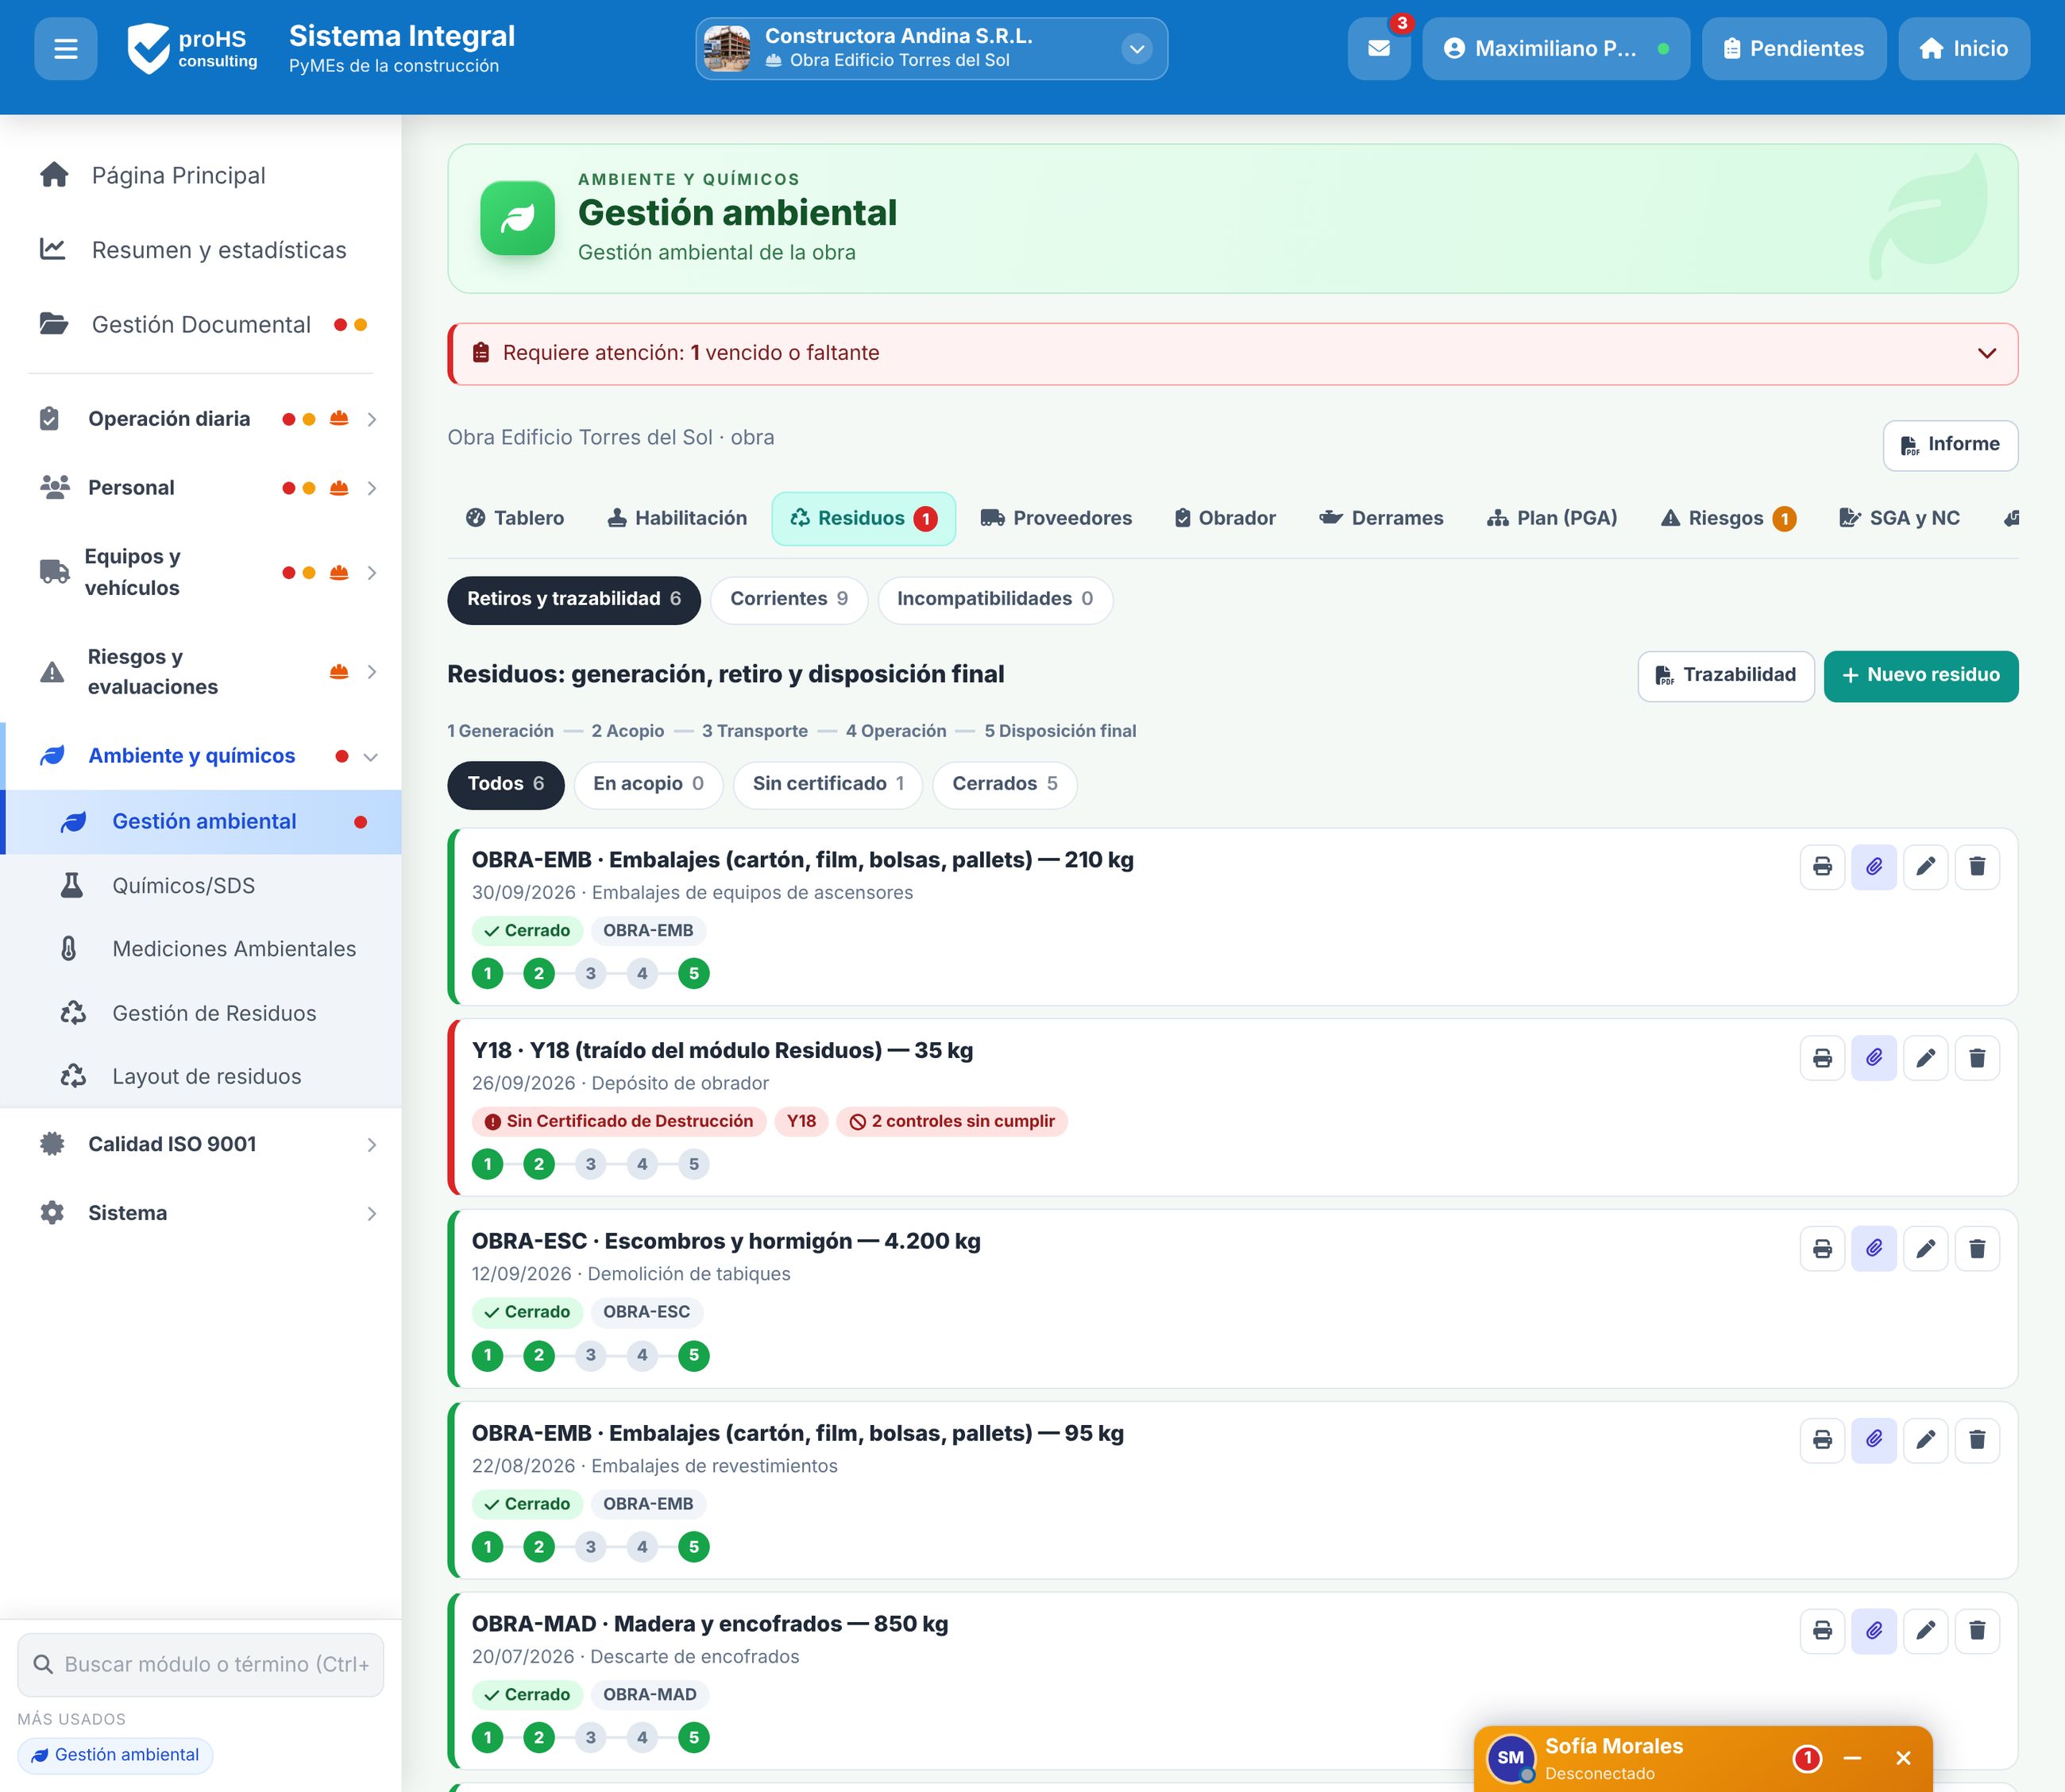 proHS
consulting
Sistema Integral
PyMEs de la construcción
Constructora Andina S.R.L.
Obra Edificio Torres del Sol
3
Maximiliano P...
Pendientes
Inicio
Página Principal
Resumen y estadísticas
Gestión Documental
Operación diaria
Personal
Equipos y
vehículos
Riesgos y
evaluaciones
Ambiente y químicos
Gestión ambiental
Químicos/SDS
Mediciones Ambientales
Gestión de Residuos
Layout de residuos
Calidad ISO 9001
Sistema
Buscar módulo o término (Ctrl+
MÁS USADOS
Gestión ambiental
AMBIENTE Y QUÍMICOS
Gestión ambiental
Gestión ambiental de la obra
Requiere atención: 1 vencido o faltante
Obra Edificio Torres del Sol · obra
PDF Informe
Tablero Habilitación Residuos 1 Proveedores Obrador Derrames Plan (PGA) Riesgos 1 SGA y NC
Retiros y trazabilidad 6 Corrientes 9 Incompatibilidades 0
Residuos: generación, retiro y disposición final
PDF Trazabilidad
+ Nuevo residuo
1 Generación — 2 Acopio — 3 Transporte — 4 Operación — 5 Disposición final
Todos 6 En acopio 0 Sin certificado 1 Cerrados 5
OBRA-EMB · Embalajes (cartón, film, bolsas, pallets) — 210 kg
30/09/2026 · Embalajes de equipos de ascensores
Cerrado OBRA-EMB
1 2 3 4 5
Y18 · Y18 (traído del módulo Residuos) — 35 kg
26/09/2026 · Depósito de obrador
Sin Certificado de Destrucción Y18 2 controles sin cumplir
1 2 3 4 5
OBRA-ESC · Escombros y hormigón — 4.200 kg
12/09/2026 · Demolición de tabiques
Cerrado OBRA-ESC
1 2 3 4 5
OBRA-EMB · Embalajes (cartón, film, bolsas, pallets) — 95 kg
22/08/2026 · Embalajes de revestimientos
Cerrado OBRA-EMB
1 2 3 4 5
OBRA-MAD · Madera y encofrados — 850 kg
20/07/2026 · Descarte de encofrados
Cerrado OBRA-MAD
1 2 3 4 5
SM
Sofía Morales
Desconectado
1